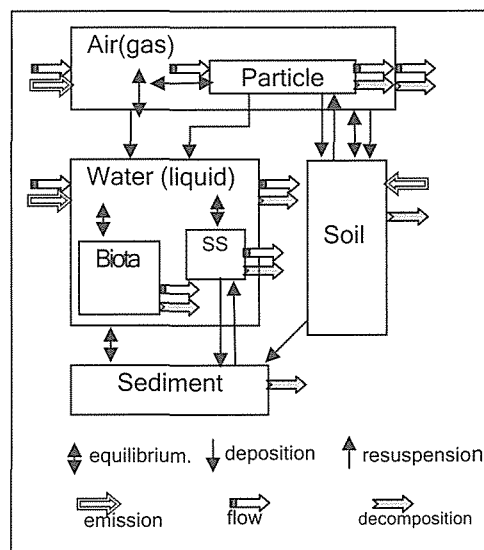 Air(gas)
Particle
Water (liquid)
Biota
SS
Soil
Sediment
equilibrium.
deposition
resuspension
emission
flow
decomposition